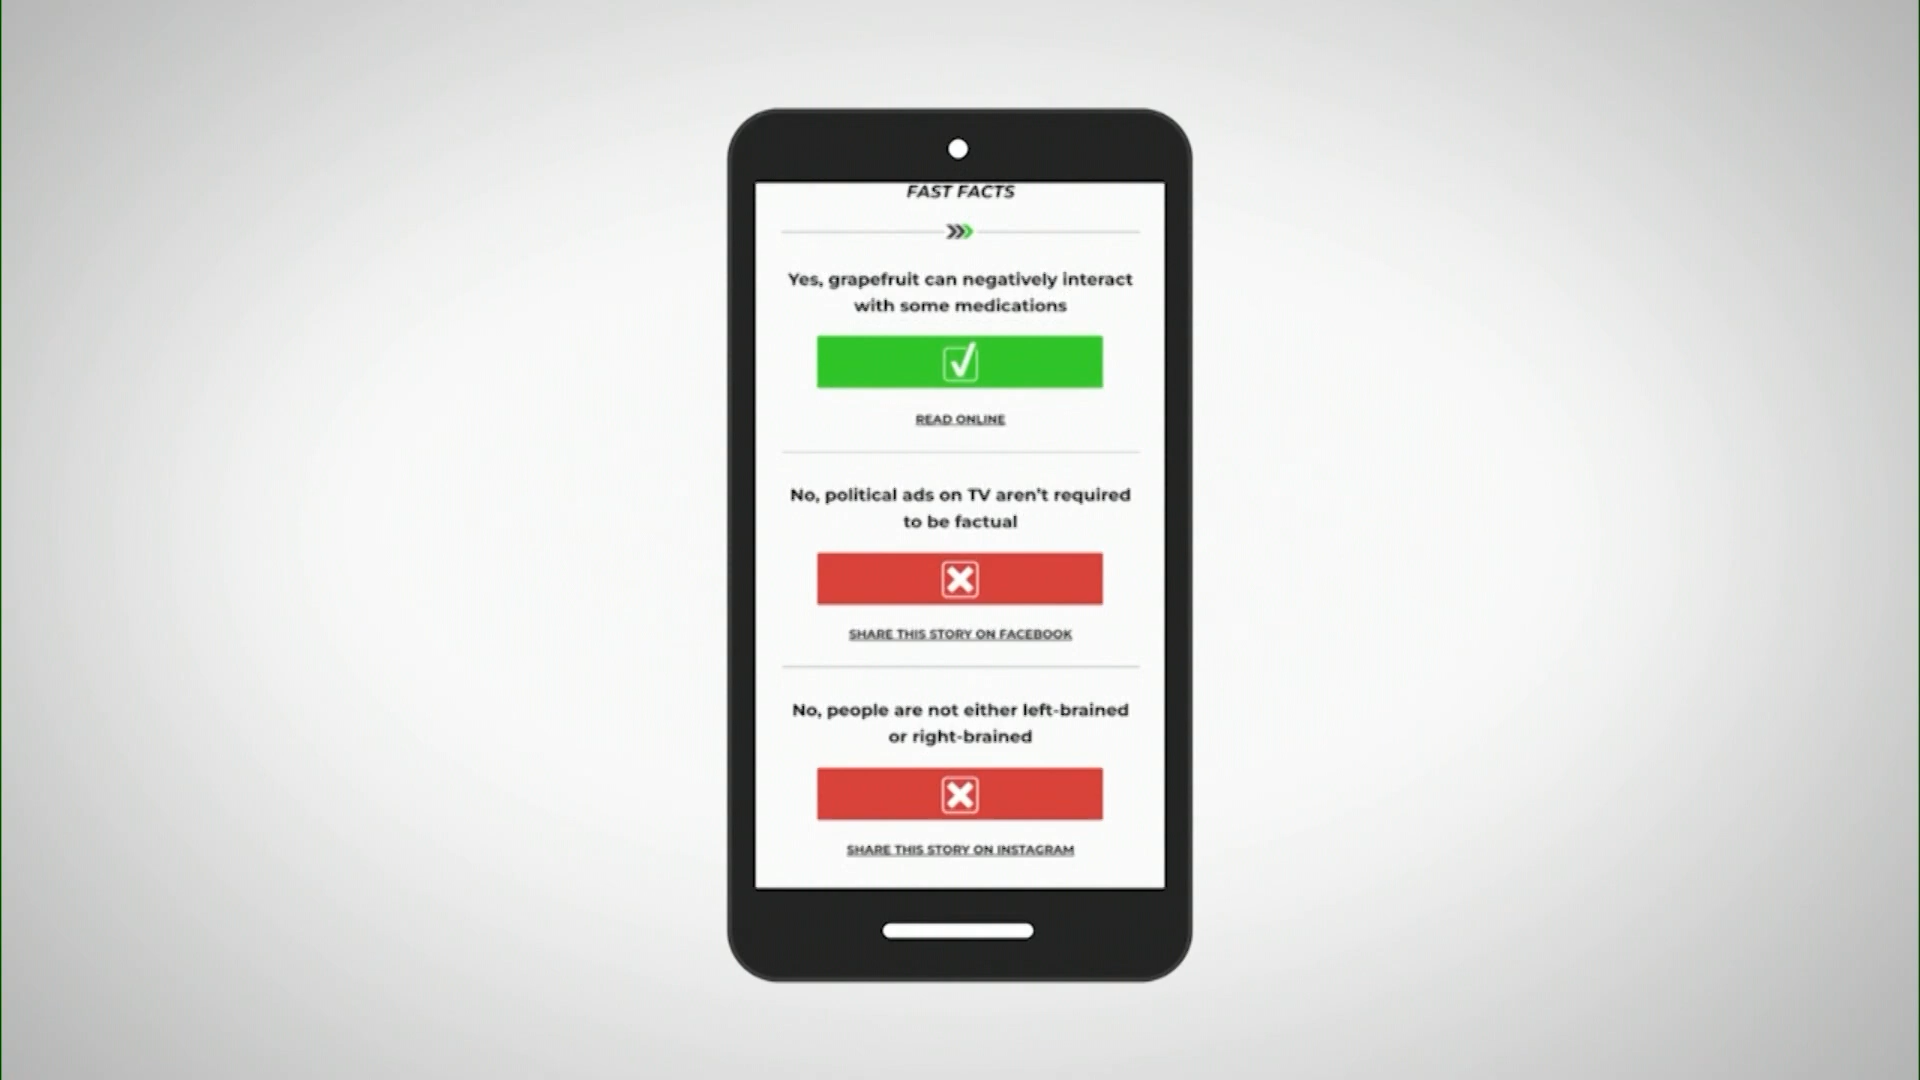 FAST FACTS
Yes, grapefruit can negatively interact
with some medications
READ ONLINE
No, political ads on TV aren't required
to be factual
SHARE THIS STORY ON FACEBOOK
No, people are not either left-brained
or right-brained
SHARE THIS STORY ON INSTAGRAM